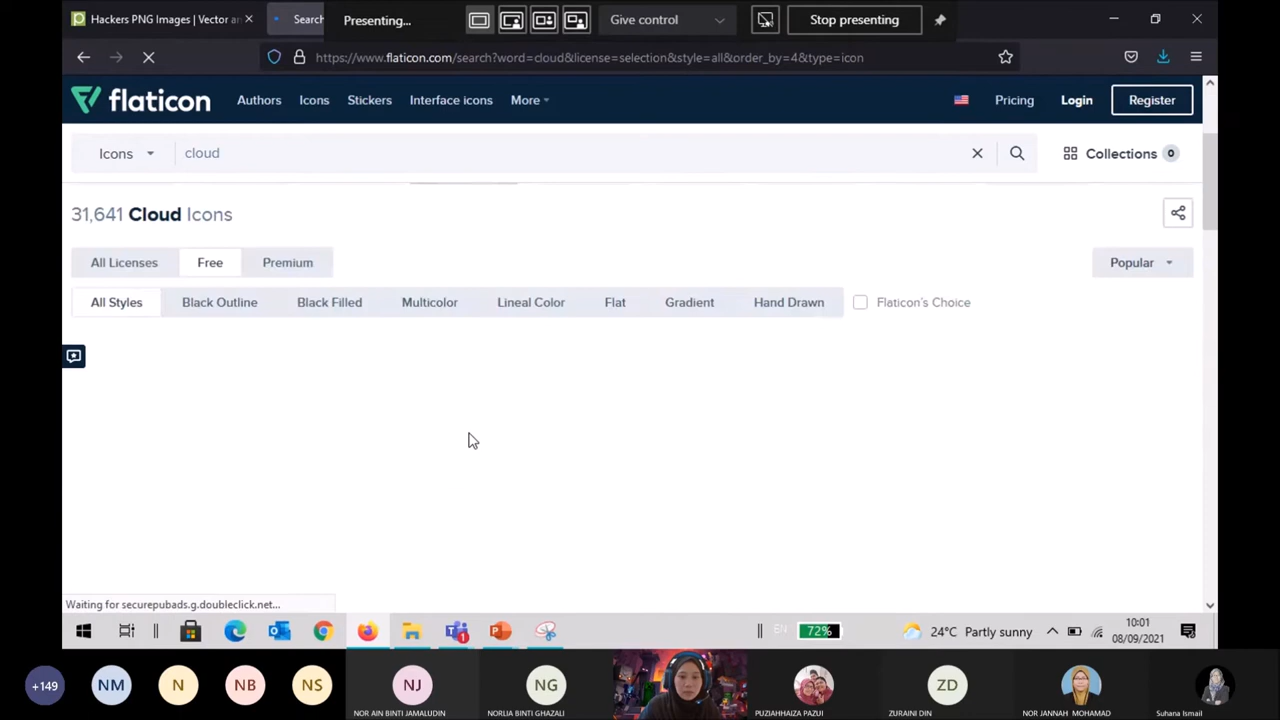 Hackers PNG Images | Vector an
Search
Presenting...
Give control
Stop presenting
https://www.flaticon.com/search?word=cloud&license=selection&style=all&order_by=4&type=icon
flaticon
Authors
Icons
Stickers
Interface icons
More
Pricing
Login
Register
Icons
cloud
Collections
0
31,641 Cloud Icons
All Licenses
Free
Premium
Popular
All Styles
Black Outline
Black Filled
Multicolor
Lineal Color
Flat
Gradient
Hand Drawn
Flaticon's Choice
Waiting for securepubads.g.doubleclick.net...
1
EN
72%
24°C Partly sunny
10:01
08/09/2021
+149
NM
N
NB
NS
NJ
NOR AIN BINTI JAMALUDIN
NG
NORLIA BINTI GHAZALI
PUZIAHHAIZA PAZUI
ZD
ZURAINI DIN
NOR JANNAH MOHAMAD
Suhana Ismail